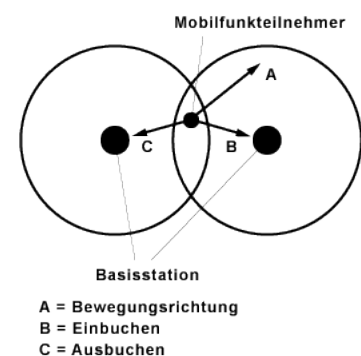 Mobilfunkteilnehmer
A
C
B
Basisstation
A = Bewegungsrichtung
B = Einbuchen
C = Ausbuchen